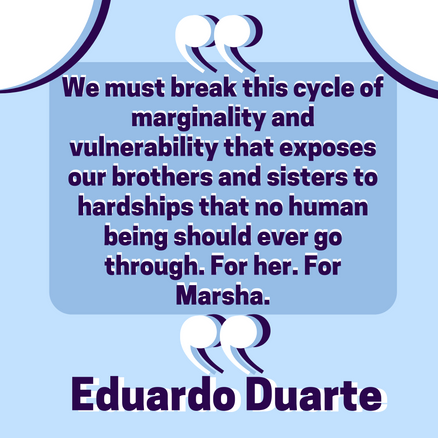 We must break this cycle of
marginality and
vulnerability that exposes
our brothers and sisters to
hardships that no human
being should ever go
through. For her. For
Marsha.
Eduardo Duarte